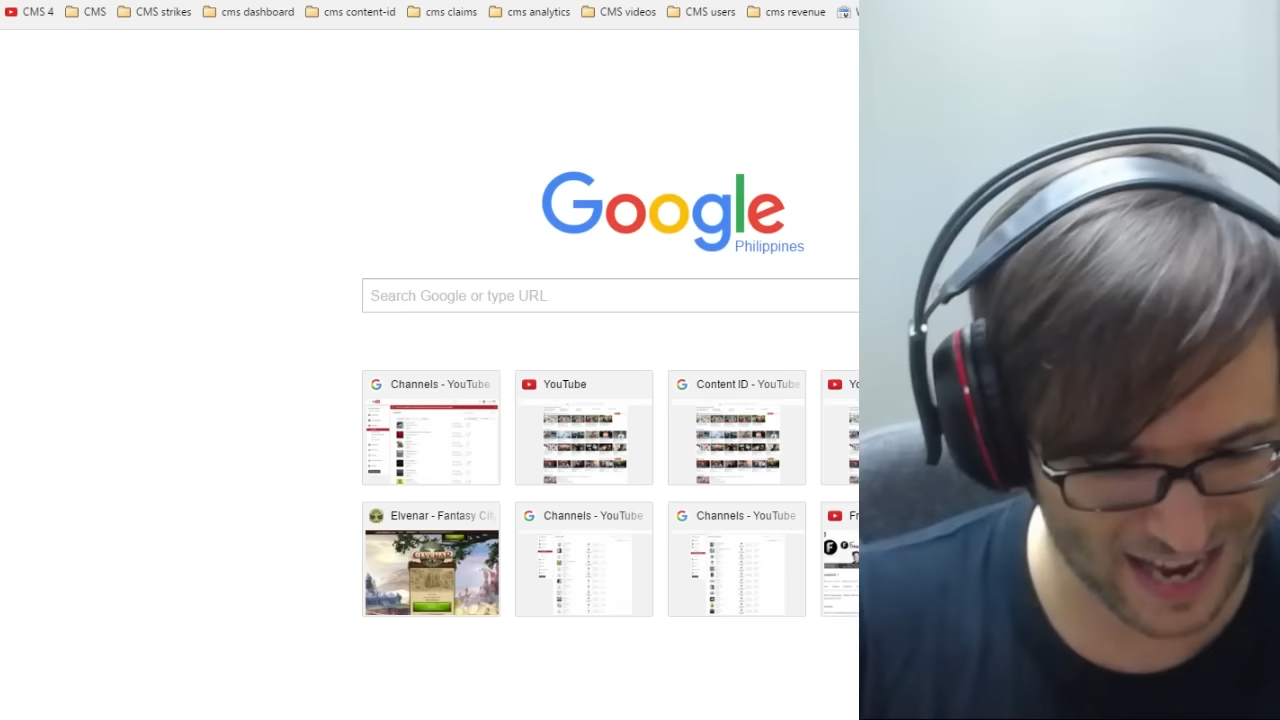 CMS 4 CMS CMS strikes cms dashboard cms content-id cms claims cms analytics CMS videos CMS users cms revenue
Google
Philippines
Search Google or type URL
Channels - YouTube YouTube Content ID - YouTube
Elvenar - Fantasy City Channels - YouTube Channels - YouTube